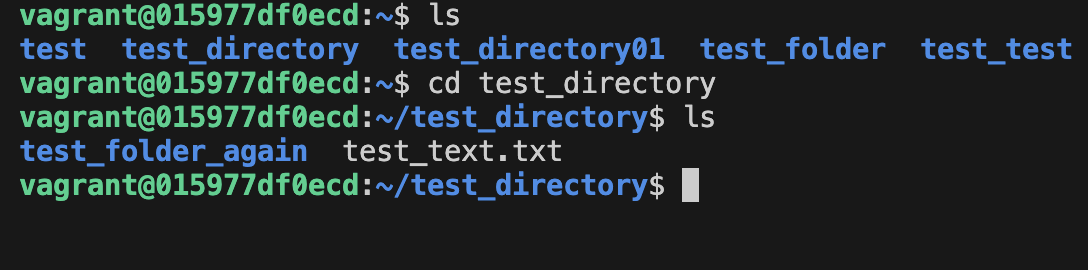 vagrant@015977df0ecd:~$ ls
test  test_directory  test_directory01  test_folder  test_test
vagrant@015977df0ecd:~$ cd test_directory
vagrant@015977df0ecd:~/test_directory$ ls
test_folder_again  test_text.txt
vagrant@015977df0ecd:~/test_directory$